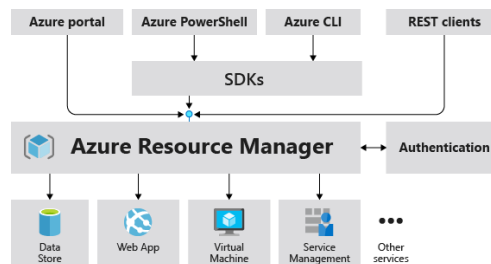 Azure portal
Azure PowerShell
Azure CLI
REST clients
SDKs
Azure Resource Manager
Authentication
Data
Store
Web App
Virtual
Machine
Service
Management
Other
services